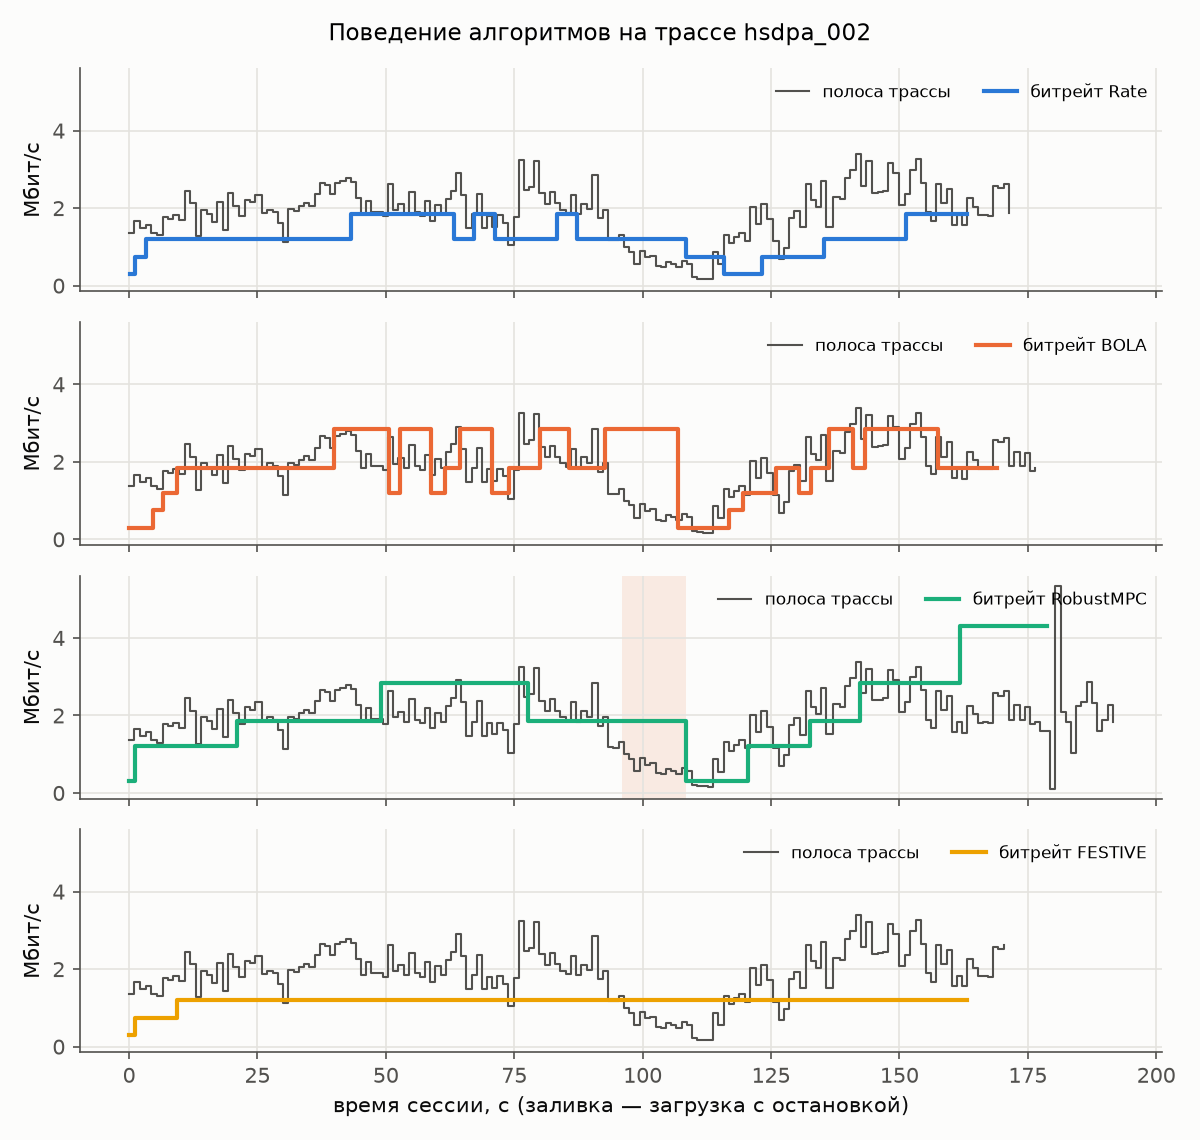 Поведение алгоритмов на трассе hsdpa_002
полоса трассы битрейт Rate
Мбит/с
4
2
0
полоса трассы битрейт BOLA
Мбит/с
4
2
0
полоса трассы битрейт RobustMPC
Мбит/с
4
2
0
полоса трассы битрейт FESTIVE
Мбит/с
4
2
0
0 25 50 75 100 125 150 175 200
время сессии, с (заливка — загрузка с остановкой)